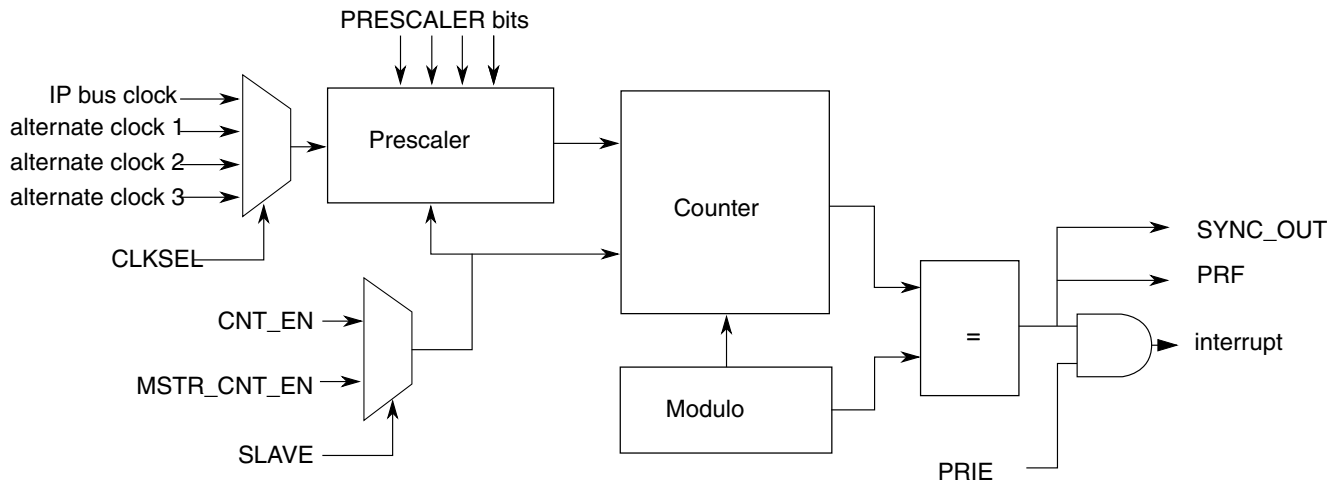 PRESCALER bits
IP bus clock
alternate clock 1
alternate clock 2
alternate clock 3
CLKSEL
Prescaler
Counter
CNT_EN
MSTR_CNT_EN
SLAVE
Modulo
=
SYNC_OUT
PRF
interrupt
PRIE